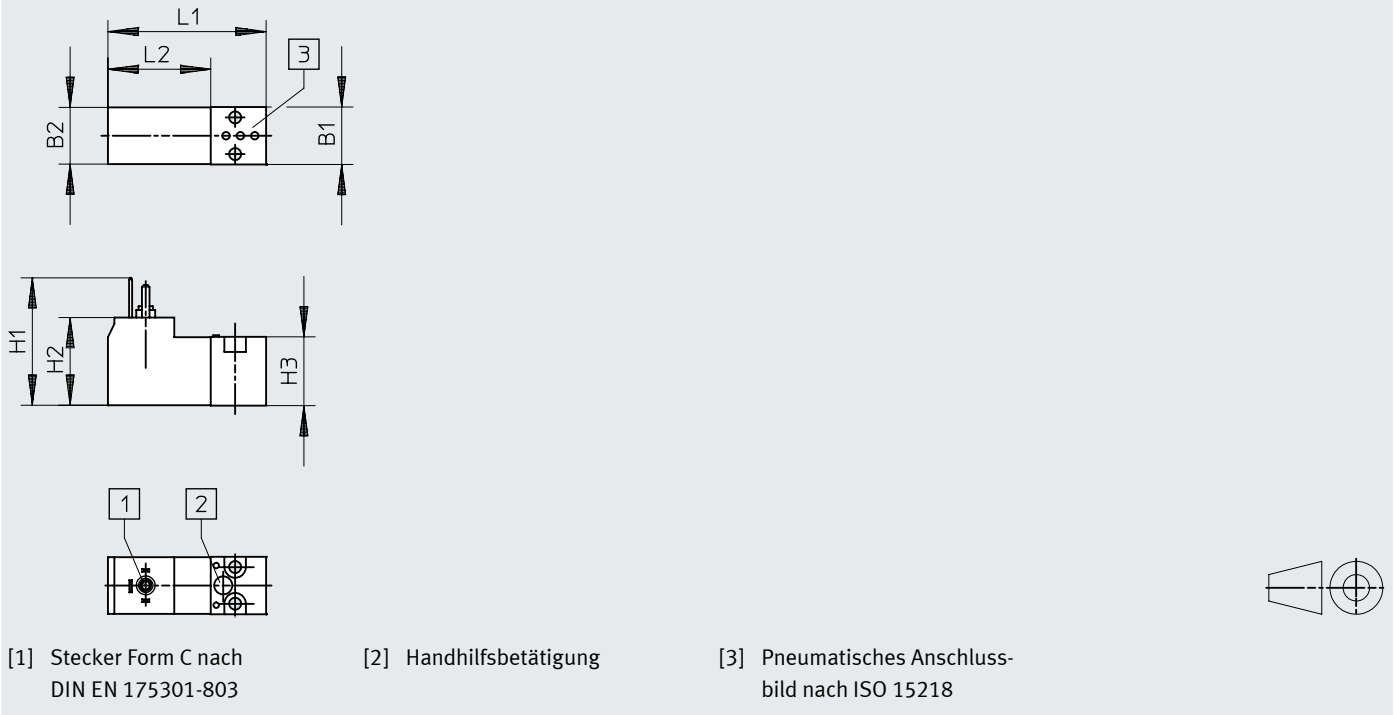 L1
L2
3
B2
B1
H1
H2
H3
1
2
[1] Stecker Form C nach
DIN EN 175301-803
[2] Handhilfsbetätigung
[3] Pneumatisches Anschluss-
bild nach ISO 15218